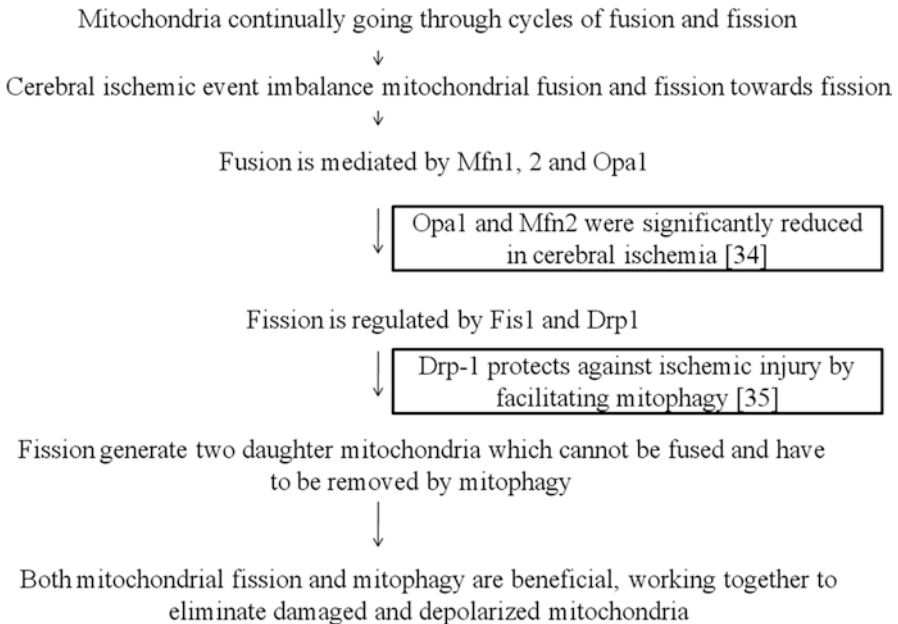 Mitochondria continually going through cycles of fusion and fission
Cerebral ischemic event imbalance mitochondrial fusion and fission towards fission
Fusion is mediated by Mfn1, 2 and Opa1
Opa1 and Mfn2 were significantly reduced
in cerebral ischemia [34]
Fission is regulated by Fis1 and Drp1
Drp-1 protects against ischemic injury by
facilitating mitophagy [35]
Fission generate two daughter mitochondria which cannot be fused and have
to be removed by mitophagy
Both mitochondrial fission and mitophagy are beneficial, working together to
eliminate damaged and depolarized mitochondria